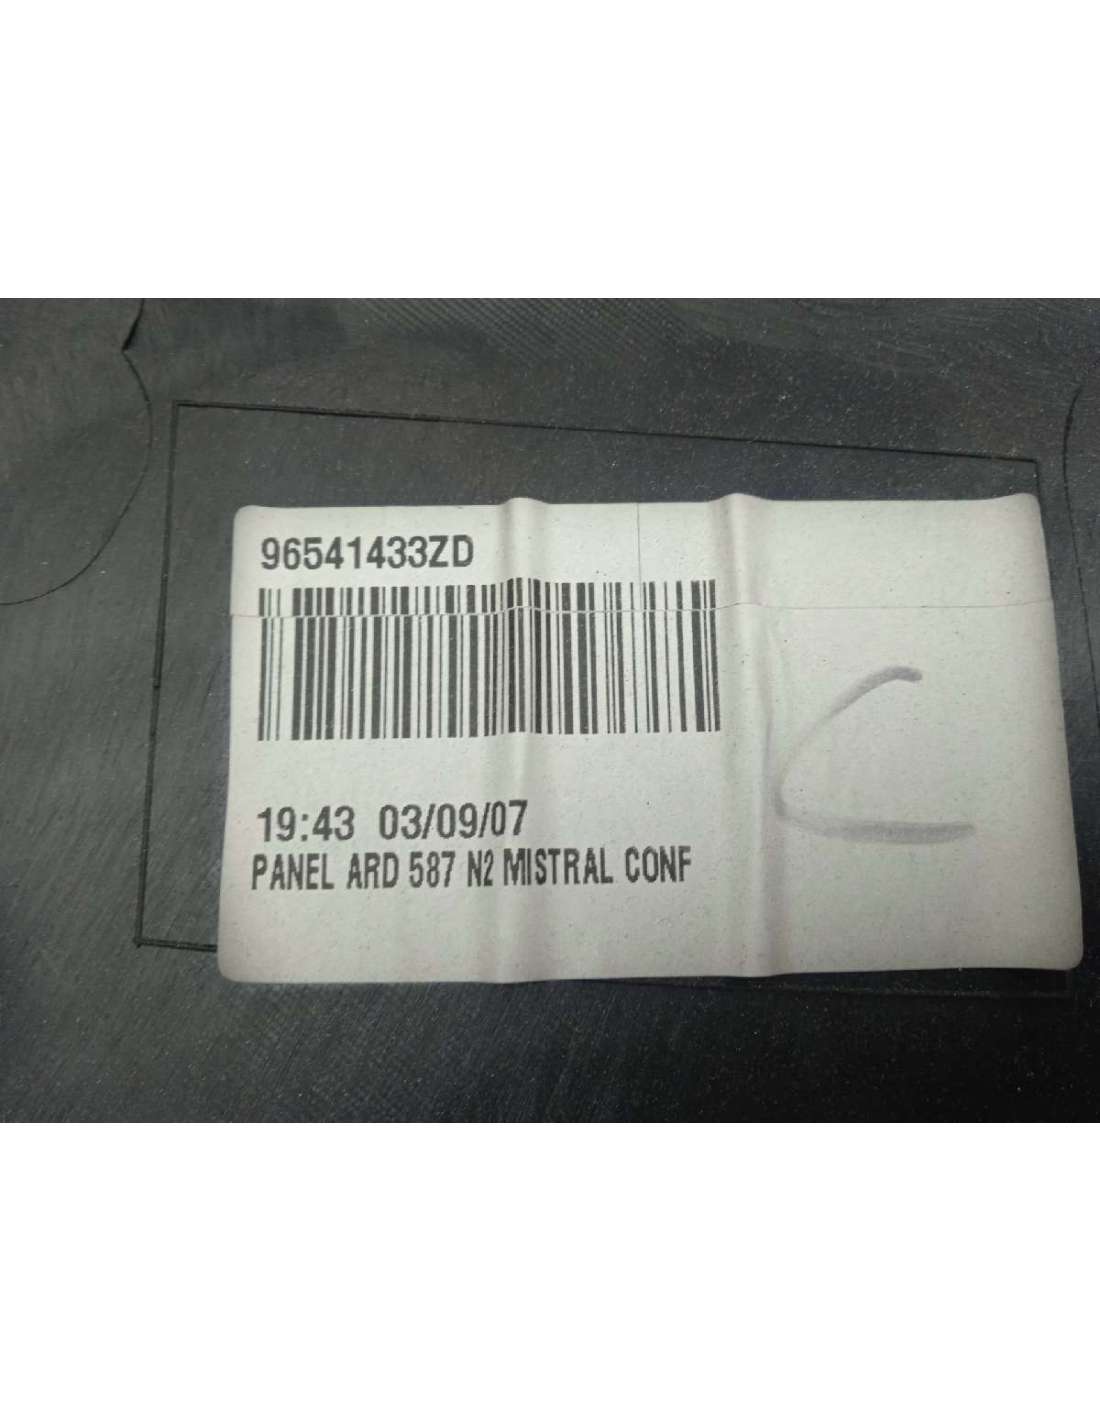 96541433ZD
19:43 03/09/07
PANEL ARD 587 N2 MISTRAL CONF